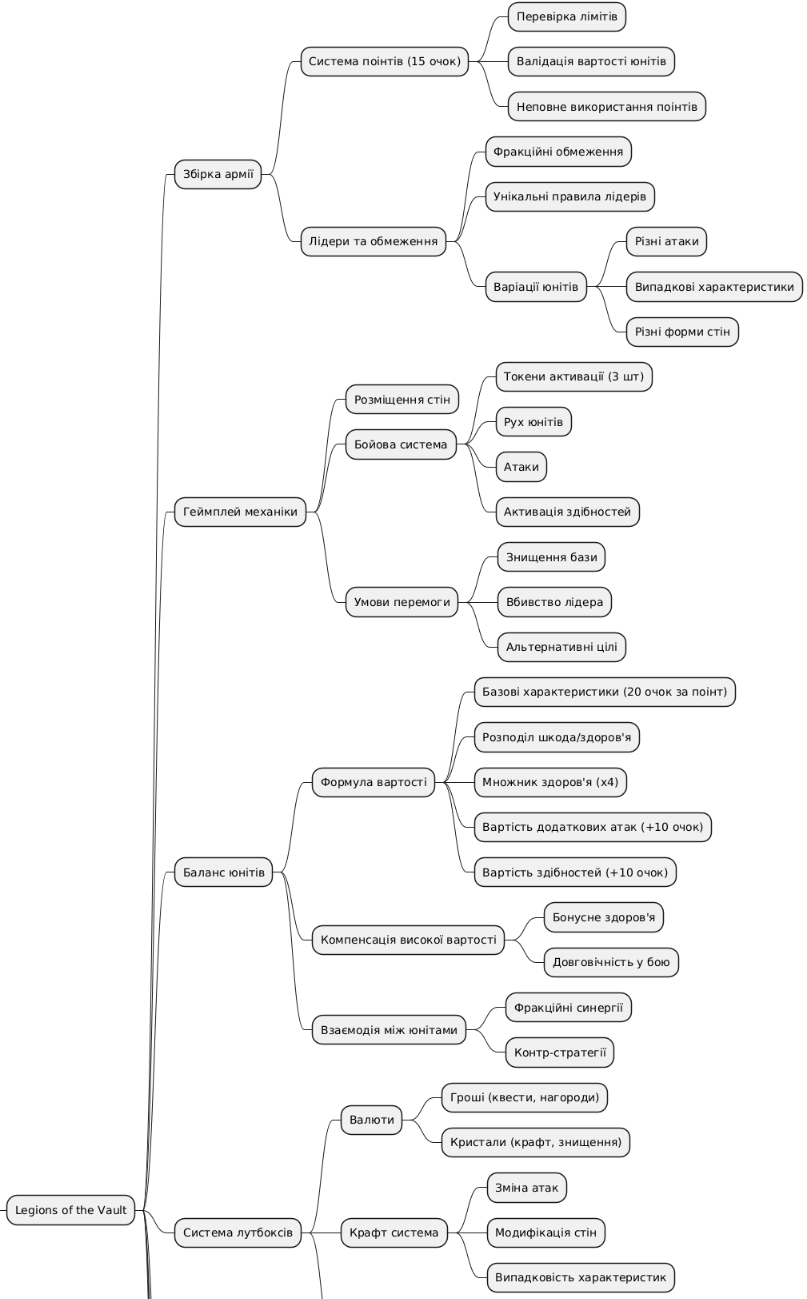 Перевірка лімітів
Система поінтів (15 очок)
Валідація вартості юнітів
Неповне використання поінтів
Фракційні обмеження
Збірка армії
Унікальні правила лідерів
Лідери та обмеження
Різні атаки
Варіації юнітів
Випадкові характеристики
Різні форми стін
Токени активації (3 шт)
Розміщення стін
Рух юнітів
Бойова система
Атаки
Активація здібностей
Геймплей механіки
Знищення бази
Умови перемоги
Вбивство лідера
Альтернативні цілі
Базові характеристики (20 очок за поінт)
Розподіл шкода/здоров'я
Формула вартості
Множник здоров'я (x4)
Вартість додаткових атак (+10 очок)
Баланс юнітів
Вартість здібностей (+10 очок)
Бонусне здоров'я
Компенсація високої вартості
Довговічність у бою
Фракційні синергії
Взаємодія між юнітами
Контр-стратегії
Гроші (квести, нагороди)
Валюти
Кристали (крафт, знищення)
Зміна атак
Legions of the Vault
Система лутбоксів
Крафт система
Модифікація стін
Випадковість характеристик